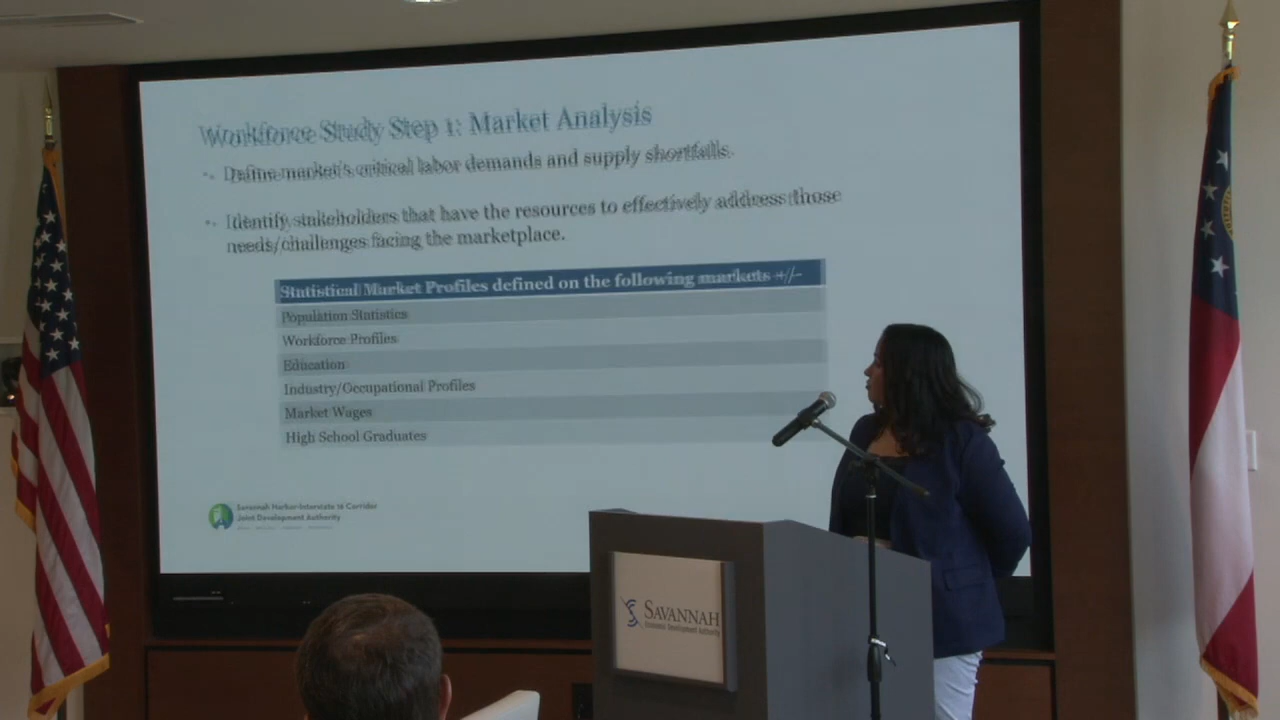 Workforce Study Step 1: Market Analysis
• Define market's critical labor demands and supply shortfalls.
• Identify stakeholders that have the resources to effectively address those
needs/challenges facing the marketplace.
Statistical Market Profiles defined on the following markets +/-
Population Statistics
Workforce Profiles
Education
Industry/Occupational Profiles
Market Wages
High School Graduates
Savannah Harbor-Interstate 16 Corridor
Joint Development Authority
SAVANNAH
Economic Development Authority